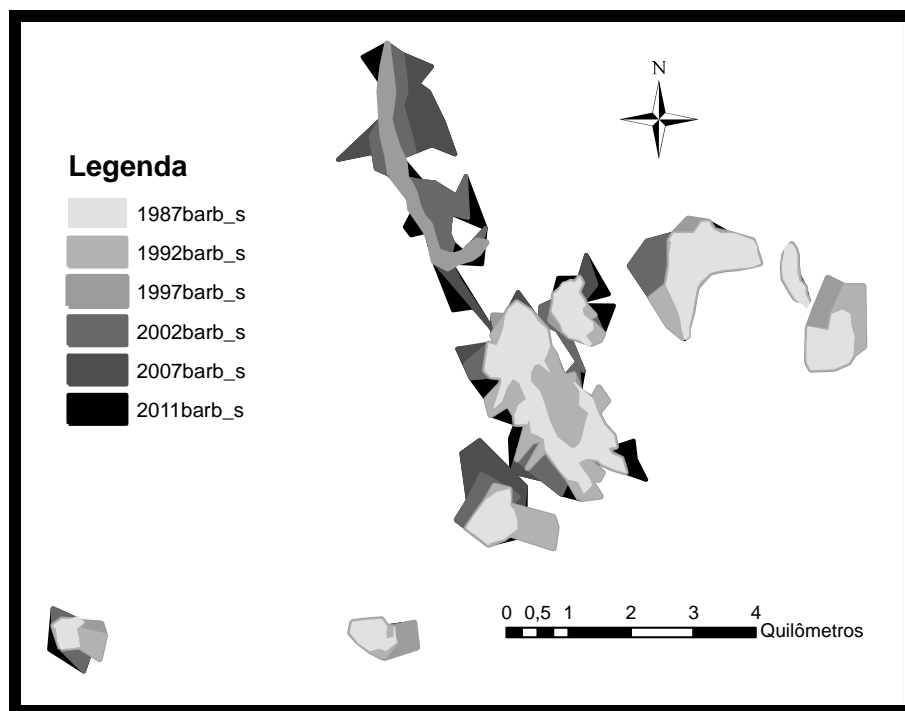 N
Legenda
1987barb_s
1992barb_s
1997barb_s
2002barb_s
2007barb_s
2011barb_s
0 0,5 1 2 3 4
Quilômetros